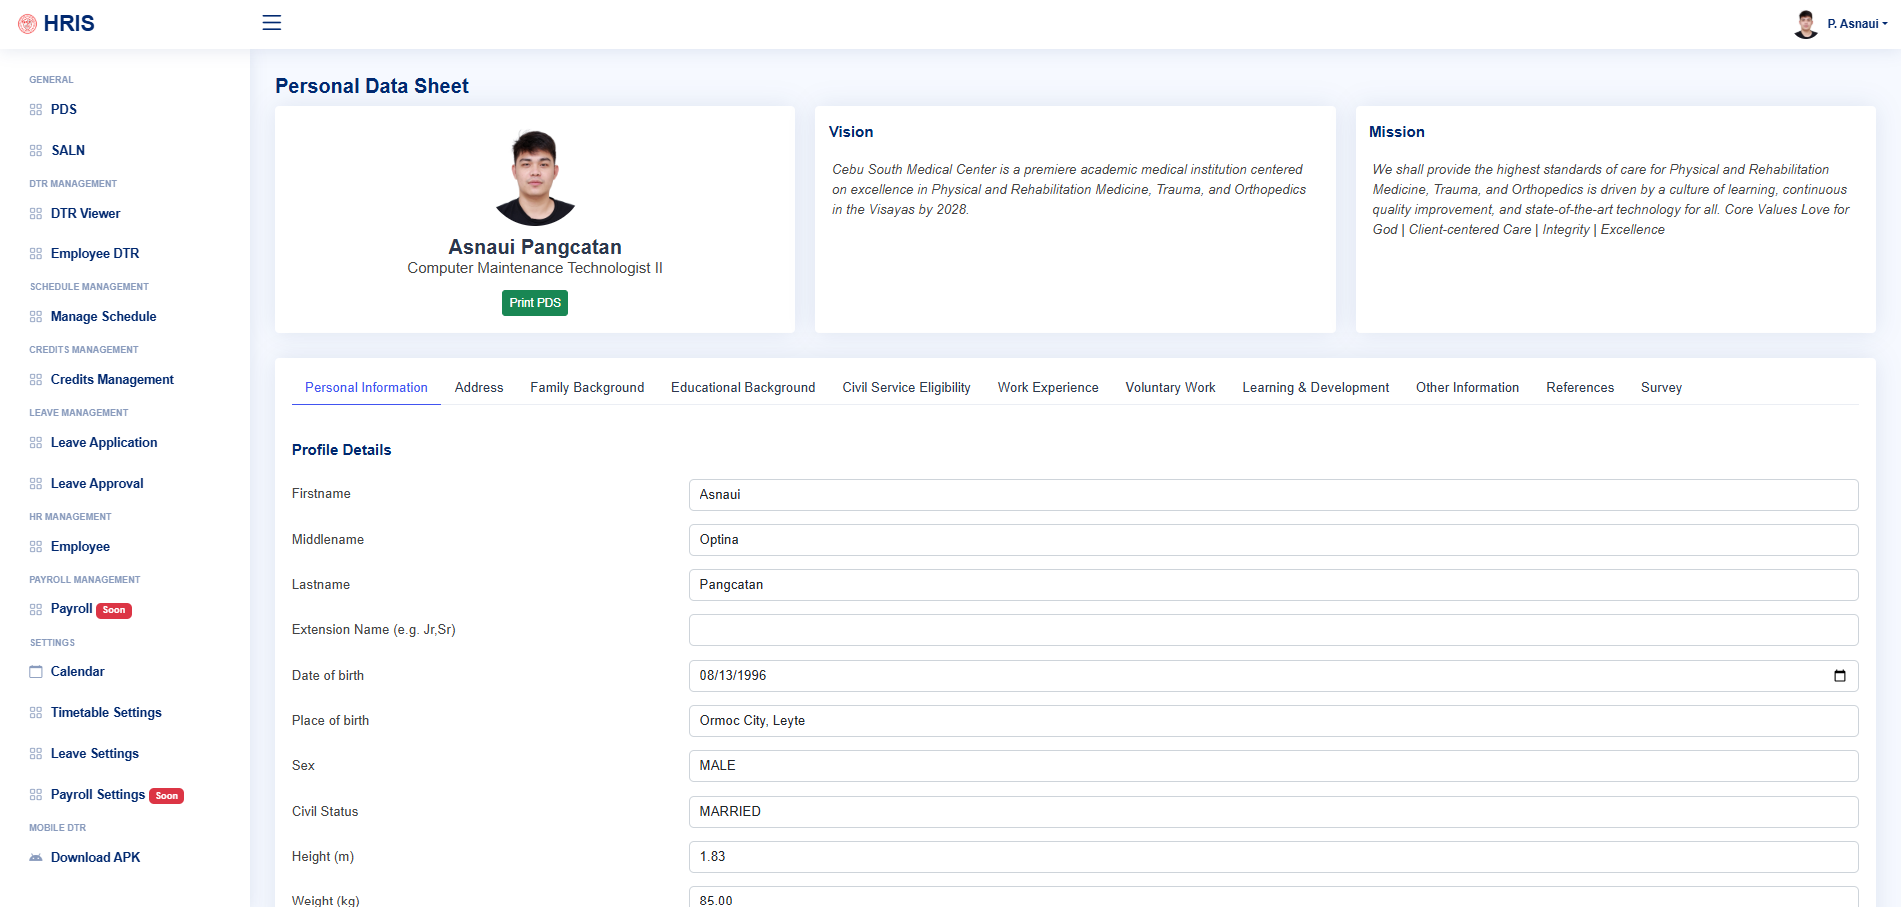 HRIS
P. Asnaui
GENERAL
PDS
SALN
DTR MANAGEMENT
DTR Viewer
Employee DTR
SCHEDULE MANAGEMENT
Manage Schedule
CREDITS MANAGEMENT
Credits Management
LEAVE MANAGEMENT
Leave Application
Leave Approval
HR MANAGEMENT
Employee
PAYROLL MANAGEMENT
Payroll Soon
SETTINGS
Calendar
Timetable Settings
Leave Settings
Payroll Settings Soon
MOBILE DTR
Download APK
Personal Data Sheet
Asnaui Pangcatan
Computer Maintenance Technologist II
Print PDS
Vision
Cebu South Medical Center is a premiere academic medical institution centered
on excellence in Physical and Rehabilitation Medicine, Trauma, and Orthopedics
in the Visayas by 2028.
Mission
We shall provide the highest standards of care for Physical and Rehabilitation
Medicine, Trauma, and Orthopedics is driven by a culture of learning, continuous
quality improvement, and state-of-the-art technology for all. Core Values Love for
God | Client-centered Care | Integrity | Excellence
Personal Information Address Family Background Educational Background Civil Service Eligibility Work Experience Voluntary Work Learning & Development Other Information References Survey
Profile Details
Firstname Asnaui
Middlename Optina
Lastname Pangcatan
Extension Name (e.g. Jr,Sr)
Date of birth 08/13/1996
Place of birth Ormoc City, Leyte
Sex MALE
Civil Status MARRIED
Height (m) 1.83
Weight (kg) 85.00